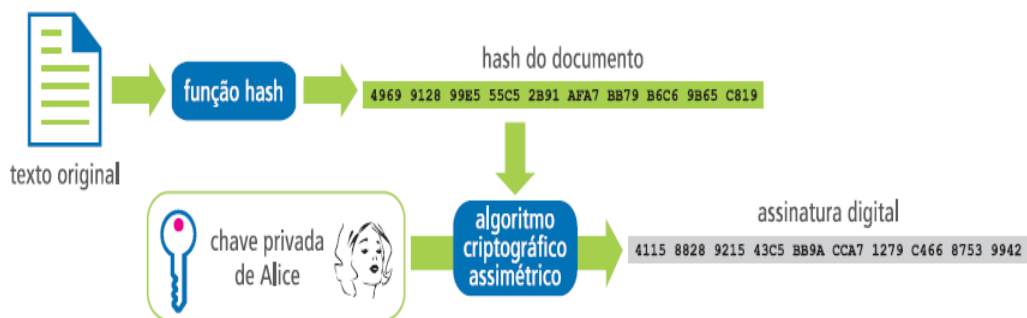 hash do documento
função hash
4969 9128 99E5 55C5 2B91 AFA7 BB79 B6C6 9B65 C819
texto original
chave privada
de Alice
algoritmo
criptográfico
assimétrico
assinatura digital
4115 8828 9215 43C5 BB9A CCA7 1279 C466 8753 9942